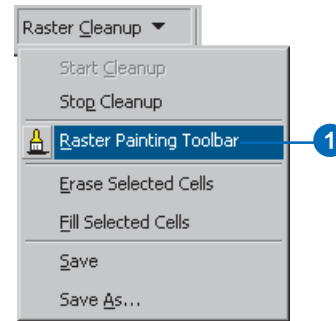 Raster Cleanup
Start Cleanup
Stop Cleanup
Raster Painting Toolbar
1
Erase Selected Cells
Fill Selected Cells
Save
Save As...